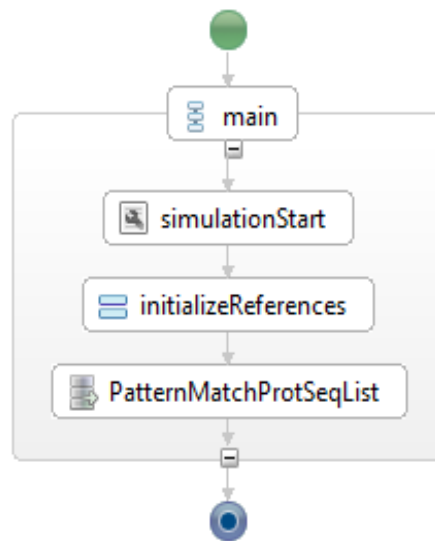 main
simulationStart
initializeReferences
PatternMatchProtSeqList